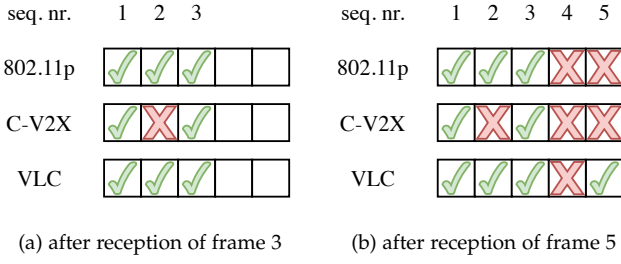 seq. nr. 1 2 3
802.11p
C-V2X
VLC
(a) after reception of frame 3
seq. nr. 1 2 3 4 5
802.11p
C-V2X
VLC
(b) after reception of frame 5